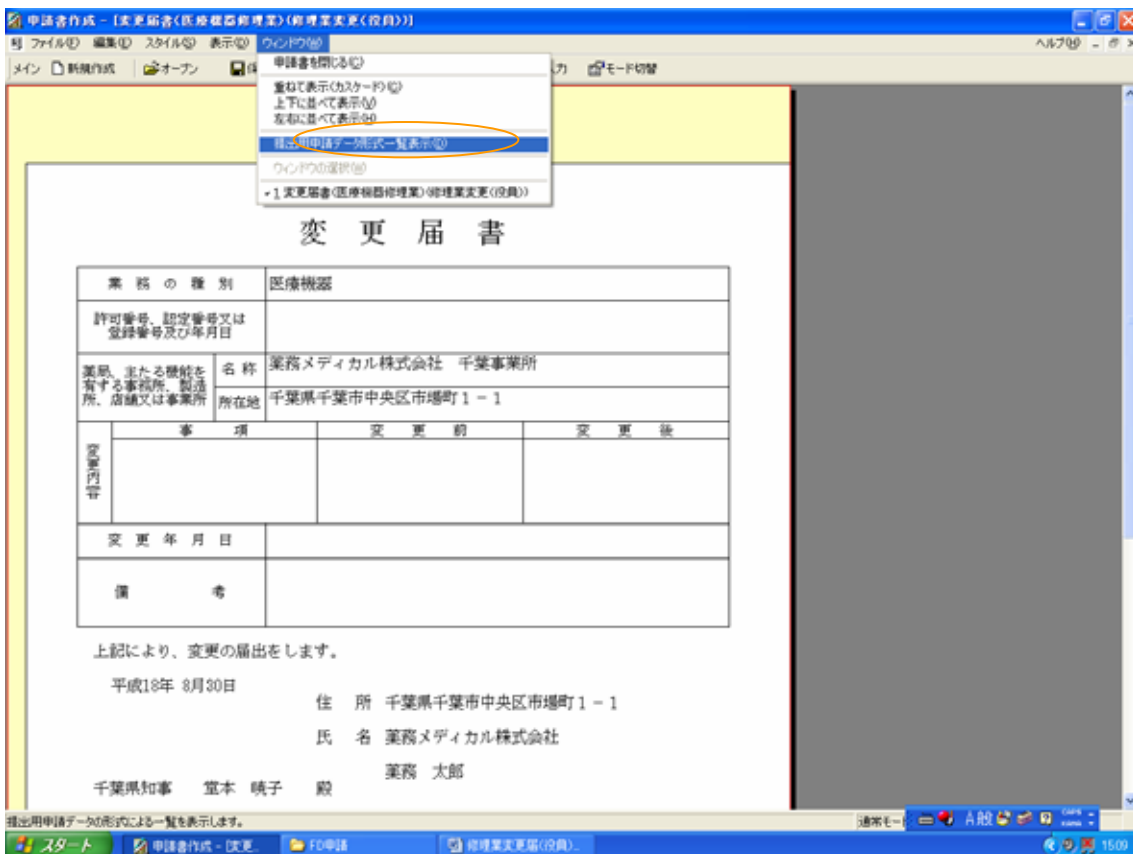 申請書作成 - [変更届書(医療機器修理業)(修理業変更(役員))]
ファイル(F) 編集(E) スタイル(S) 表示(O) ウィンドウ(W) ヘルプ(H)
メイン 新規作成 オープン モード切替
申請書を閉じる(C)
重ねて表示(カスケード)(C)
上下に並べて表示(V)
左右に並べて表示(H)
提出用申請データ形式一覧表示(D)
ウィンドウの選択(W)
1 変更届書(医療機器修理業)(修理業変更(役員))
変 更 届 書
業 務 の 種 別 医療機器
許可番号、認定番号又は
登録番号及び年月日
薬局、主たる機能を
有する事務所、製造
所、店舗又は事業所
名 称 薬務メディカル株式会社 千葉事業所
所在地 千葉県千葉市中央区市場町1-1
変更内容
事 項 変 更 前 変 更 後
変 更 年 月 日
備 考
上記により、変更の届出をします。
平成18年 8月30日
住 所 千葉県千葉市中央区市場町1-1
氏 名 薬務メディカル株式会社
薬務 太郎
千葉県知事 堂本 暁子 殿
提出用申請データの形式による一覧を表示します。 通常モー A 般 CAPS KANA
スタート 申請書作成 - [変更... FD申請 修理業変更届(役員)... 15:09